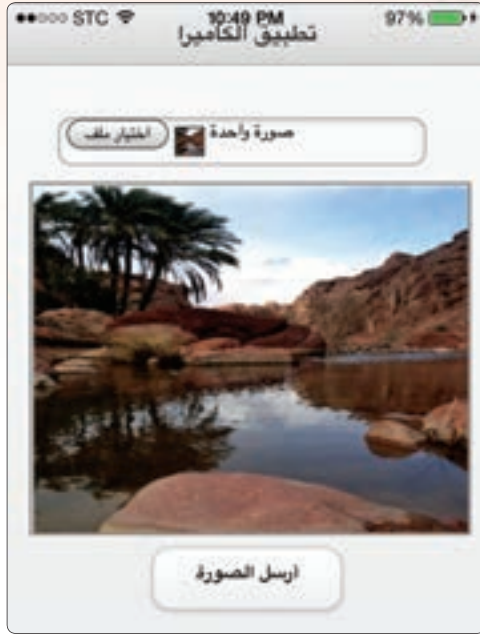 STC 10:49 PM 97%
تطبيق الكاميرا
اختيار ملف صورة واحدة
ارسل الصورة